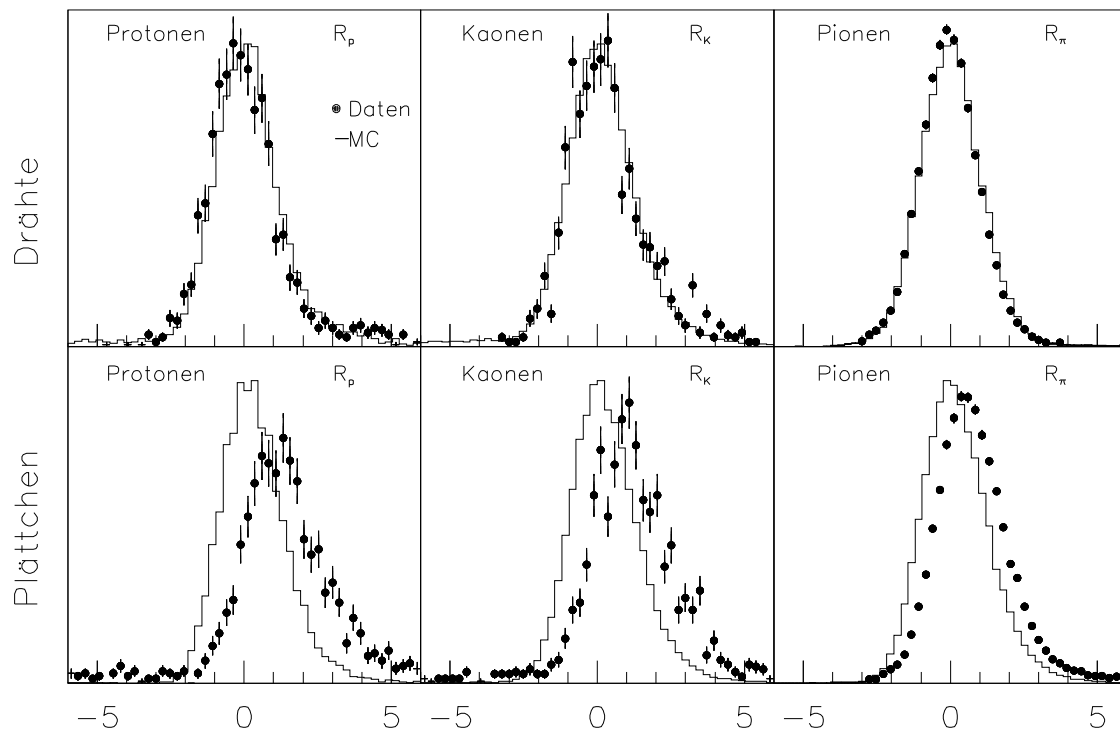 Protonen R_p
Kaonen R_K
Pionen R_π
Daten
MC
Drähte
Protonen R_p
Kaonen R_K
Pionen R_π
Plättchen
−5 0 5
−5 0 5
−5 0 5